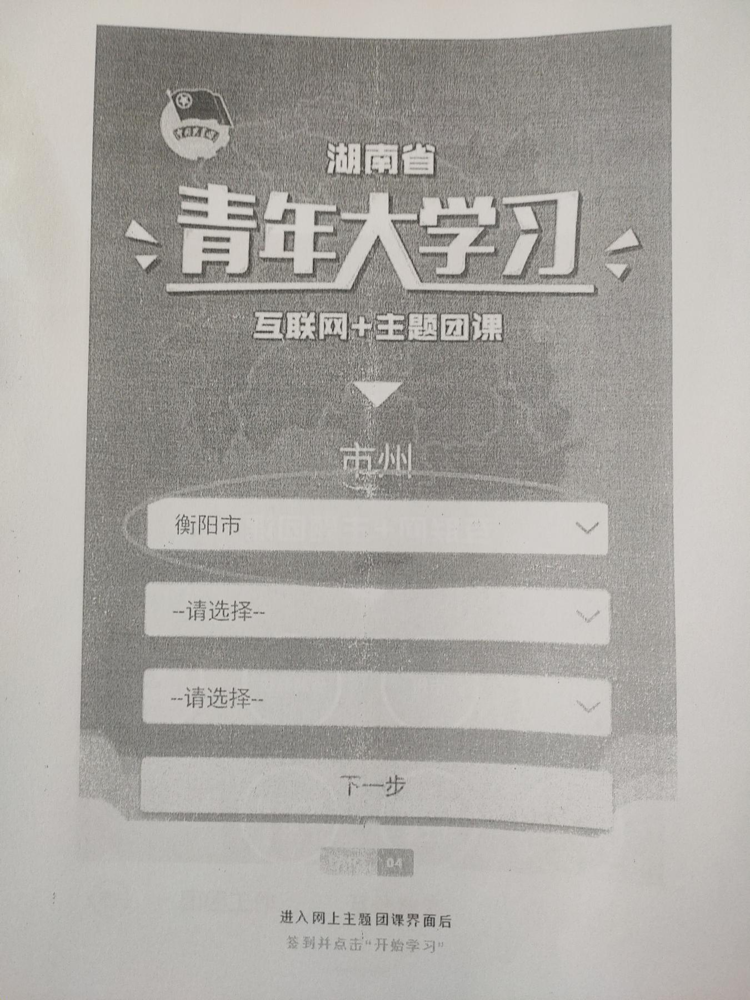 湖南省
青年大学习
互联网+主题团课
市州
衡阳市
--请选择--
--请选择--
下一步
04
进入网上主题团课界面后
签到并点击“开始学习”